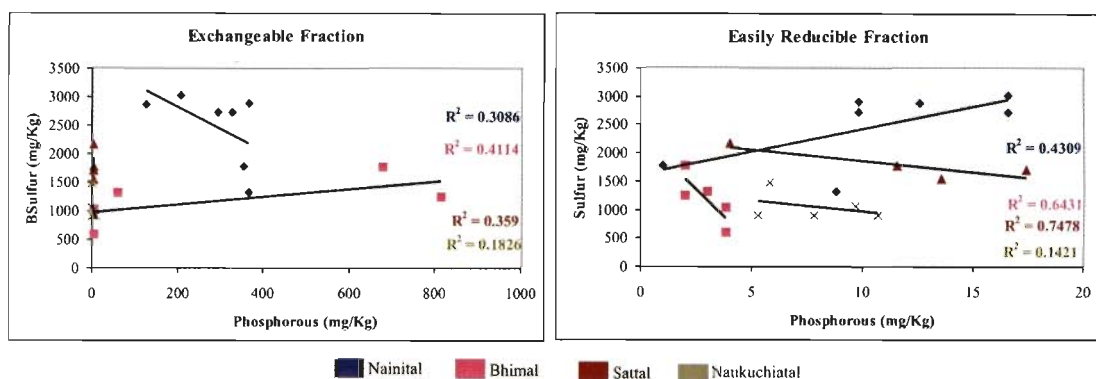 Exchangeable Fraction
3500
3000
2500
2000
1500
1000
500
0
BSulfur (mg/Kg)
R² = 0.3086
R² = 0.4114
R² = 0.359
R² = 0.1826
0 200 400 600 800 1000
Phosphorous (mg/Kg)
Easily Reducible Fraction
3500
3000
2500
2000
1500
1000
500
0
Sulfur (mg/Kg)
R² = 0.4309
R² = 0.6431
R² = 0.7478
R² = 0.1421
0 5 10 15 20
Phosphorous (mg/Kg)
Nainital Bhimal Sattal Naukuchiatal